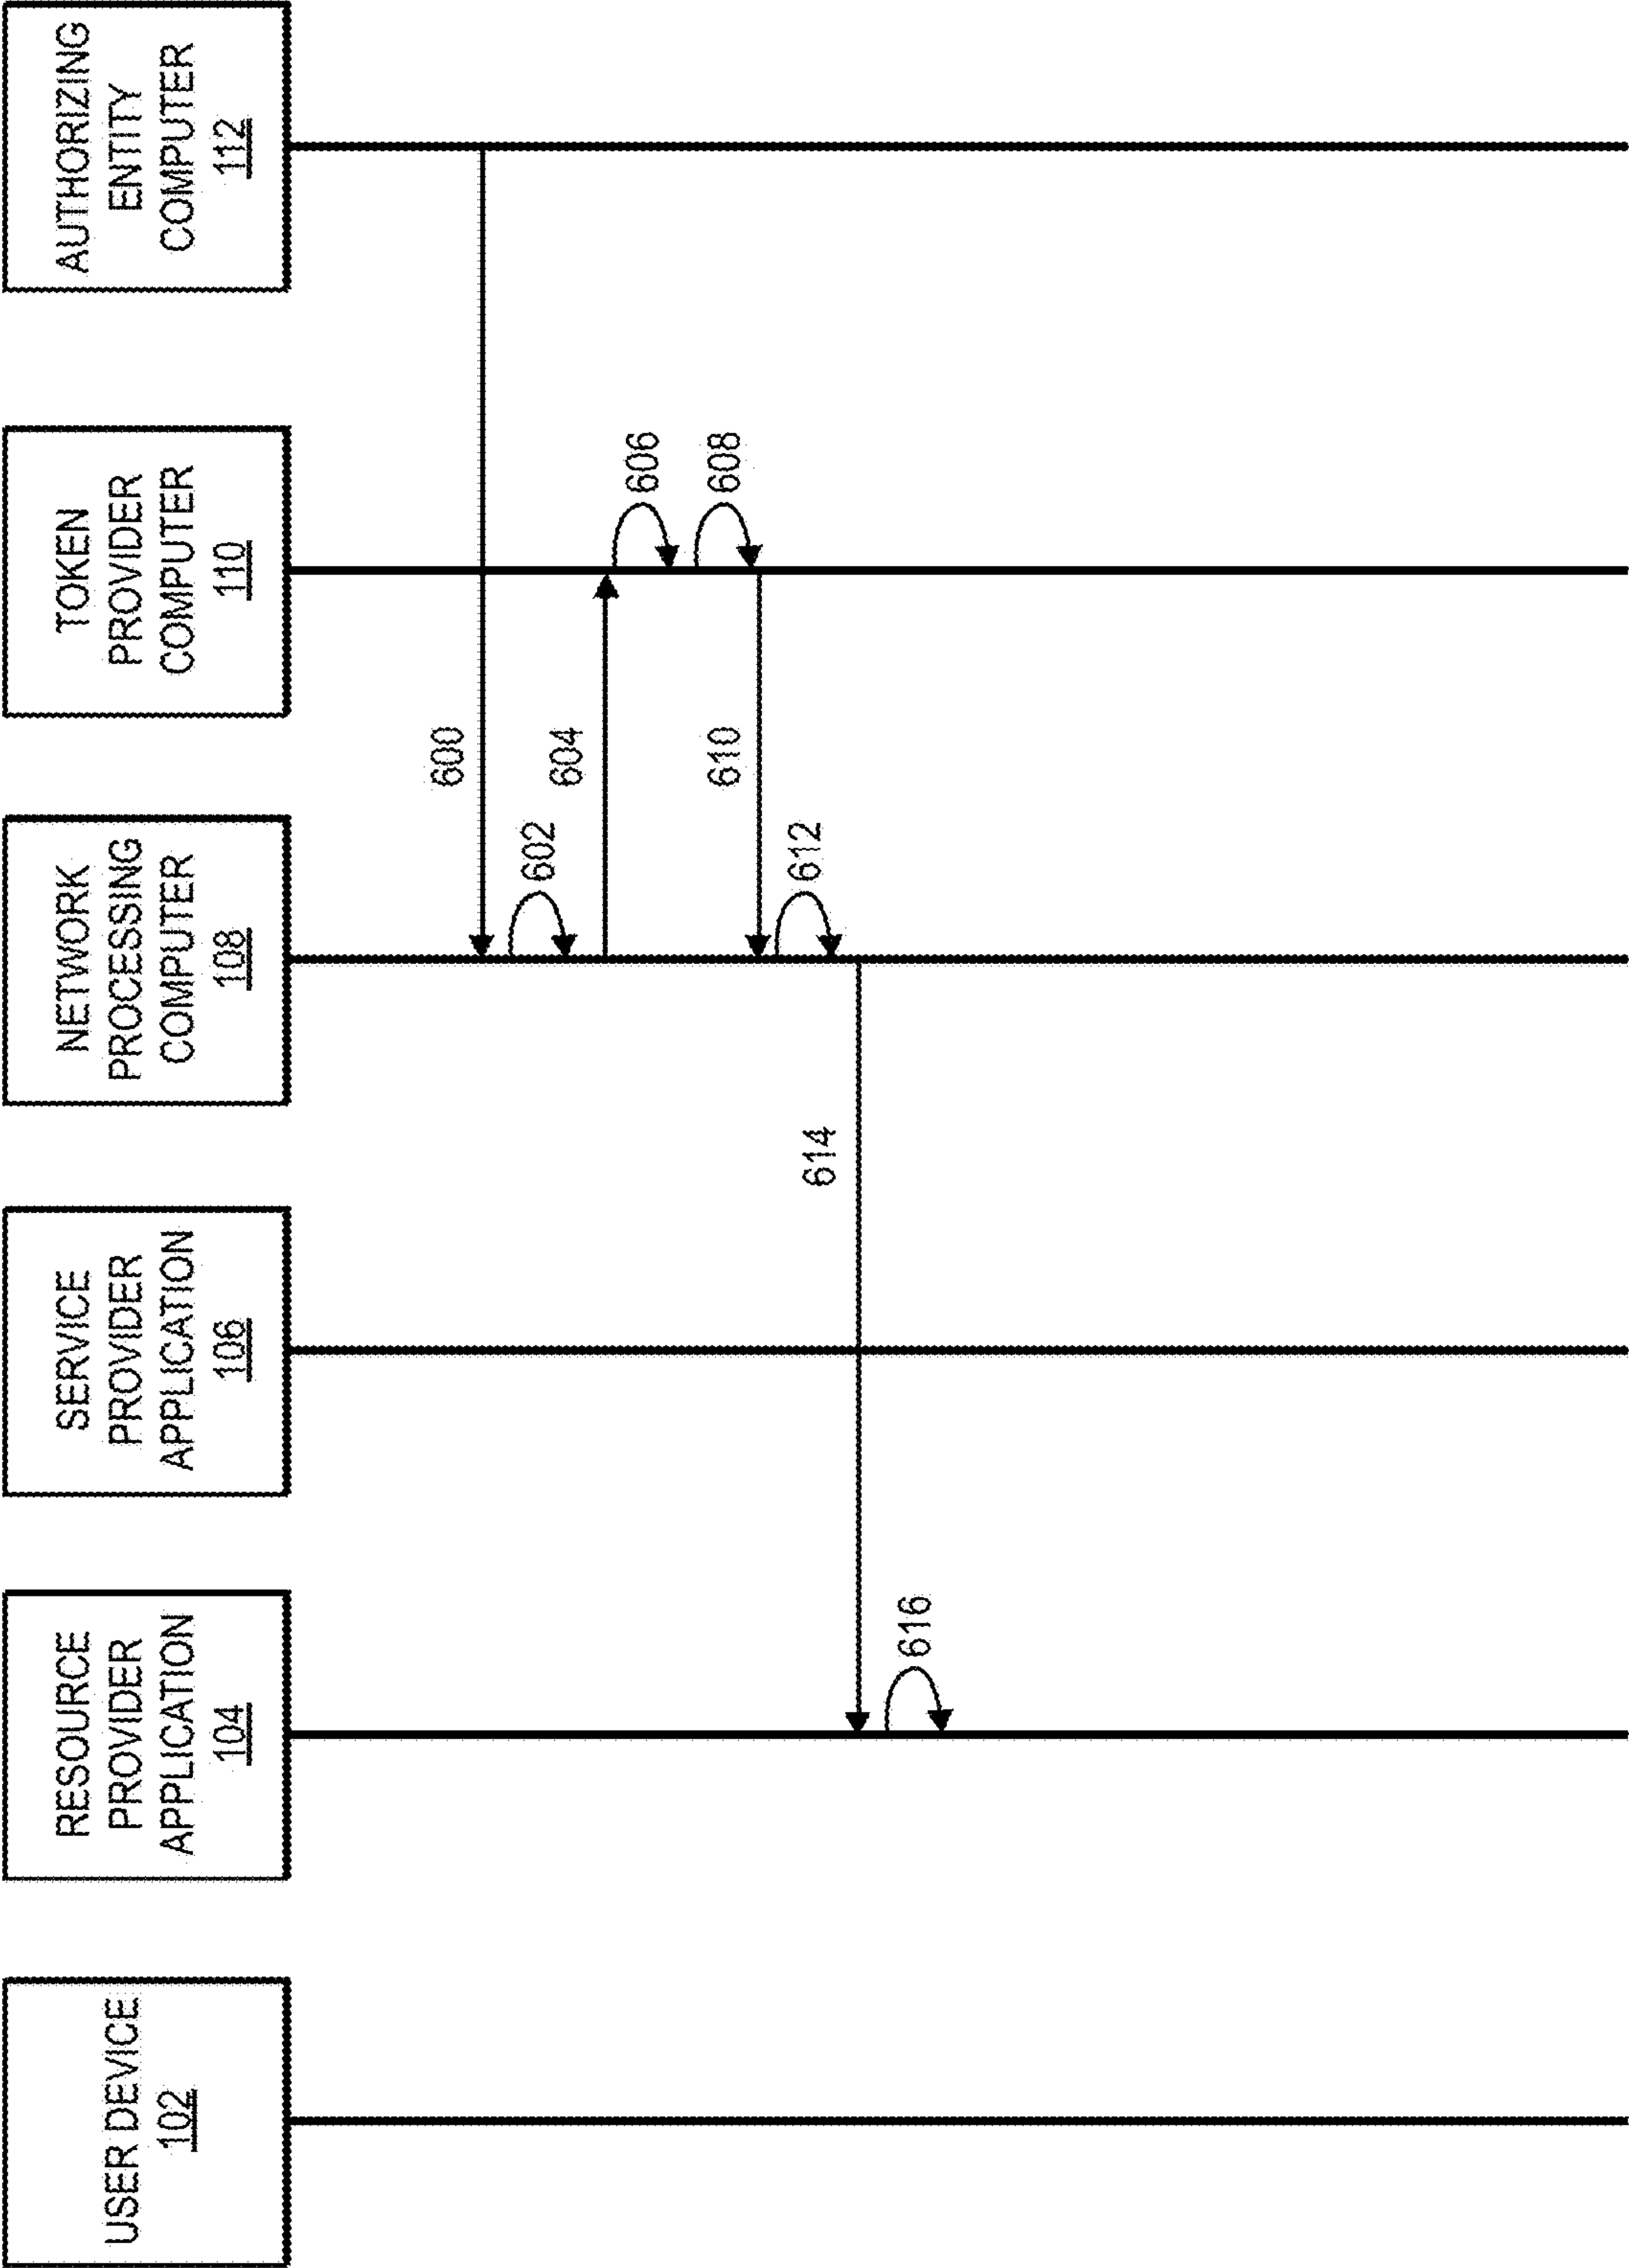 USER DEVICE
102
RESOURCE
PROVIDER
APPLICATION
104
SERVICE
PROVIDER
APPLICATION
106
NETWORK
PROCESSING
COMPUTER
108
TOKEN
PROVIDER
COMPUTER
110
AUTHORIZING
ENTITY
COMPUTER
112
600
602
604
606
608
610
612
614
616